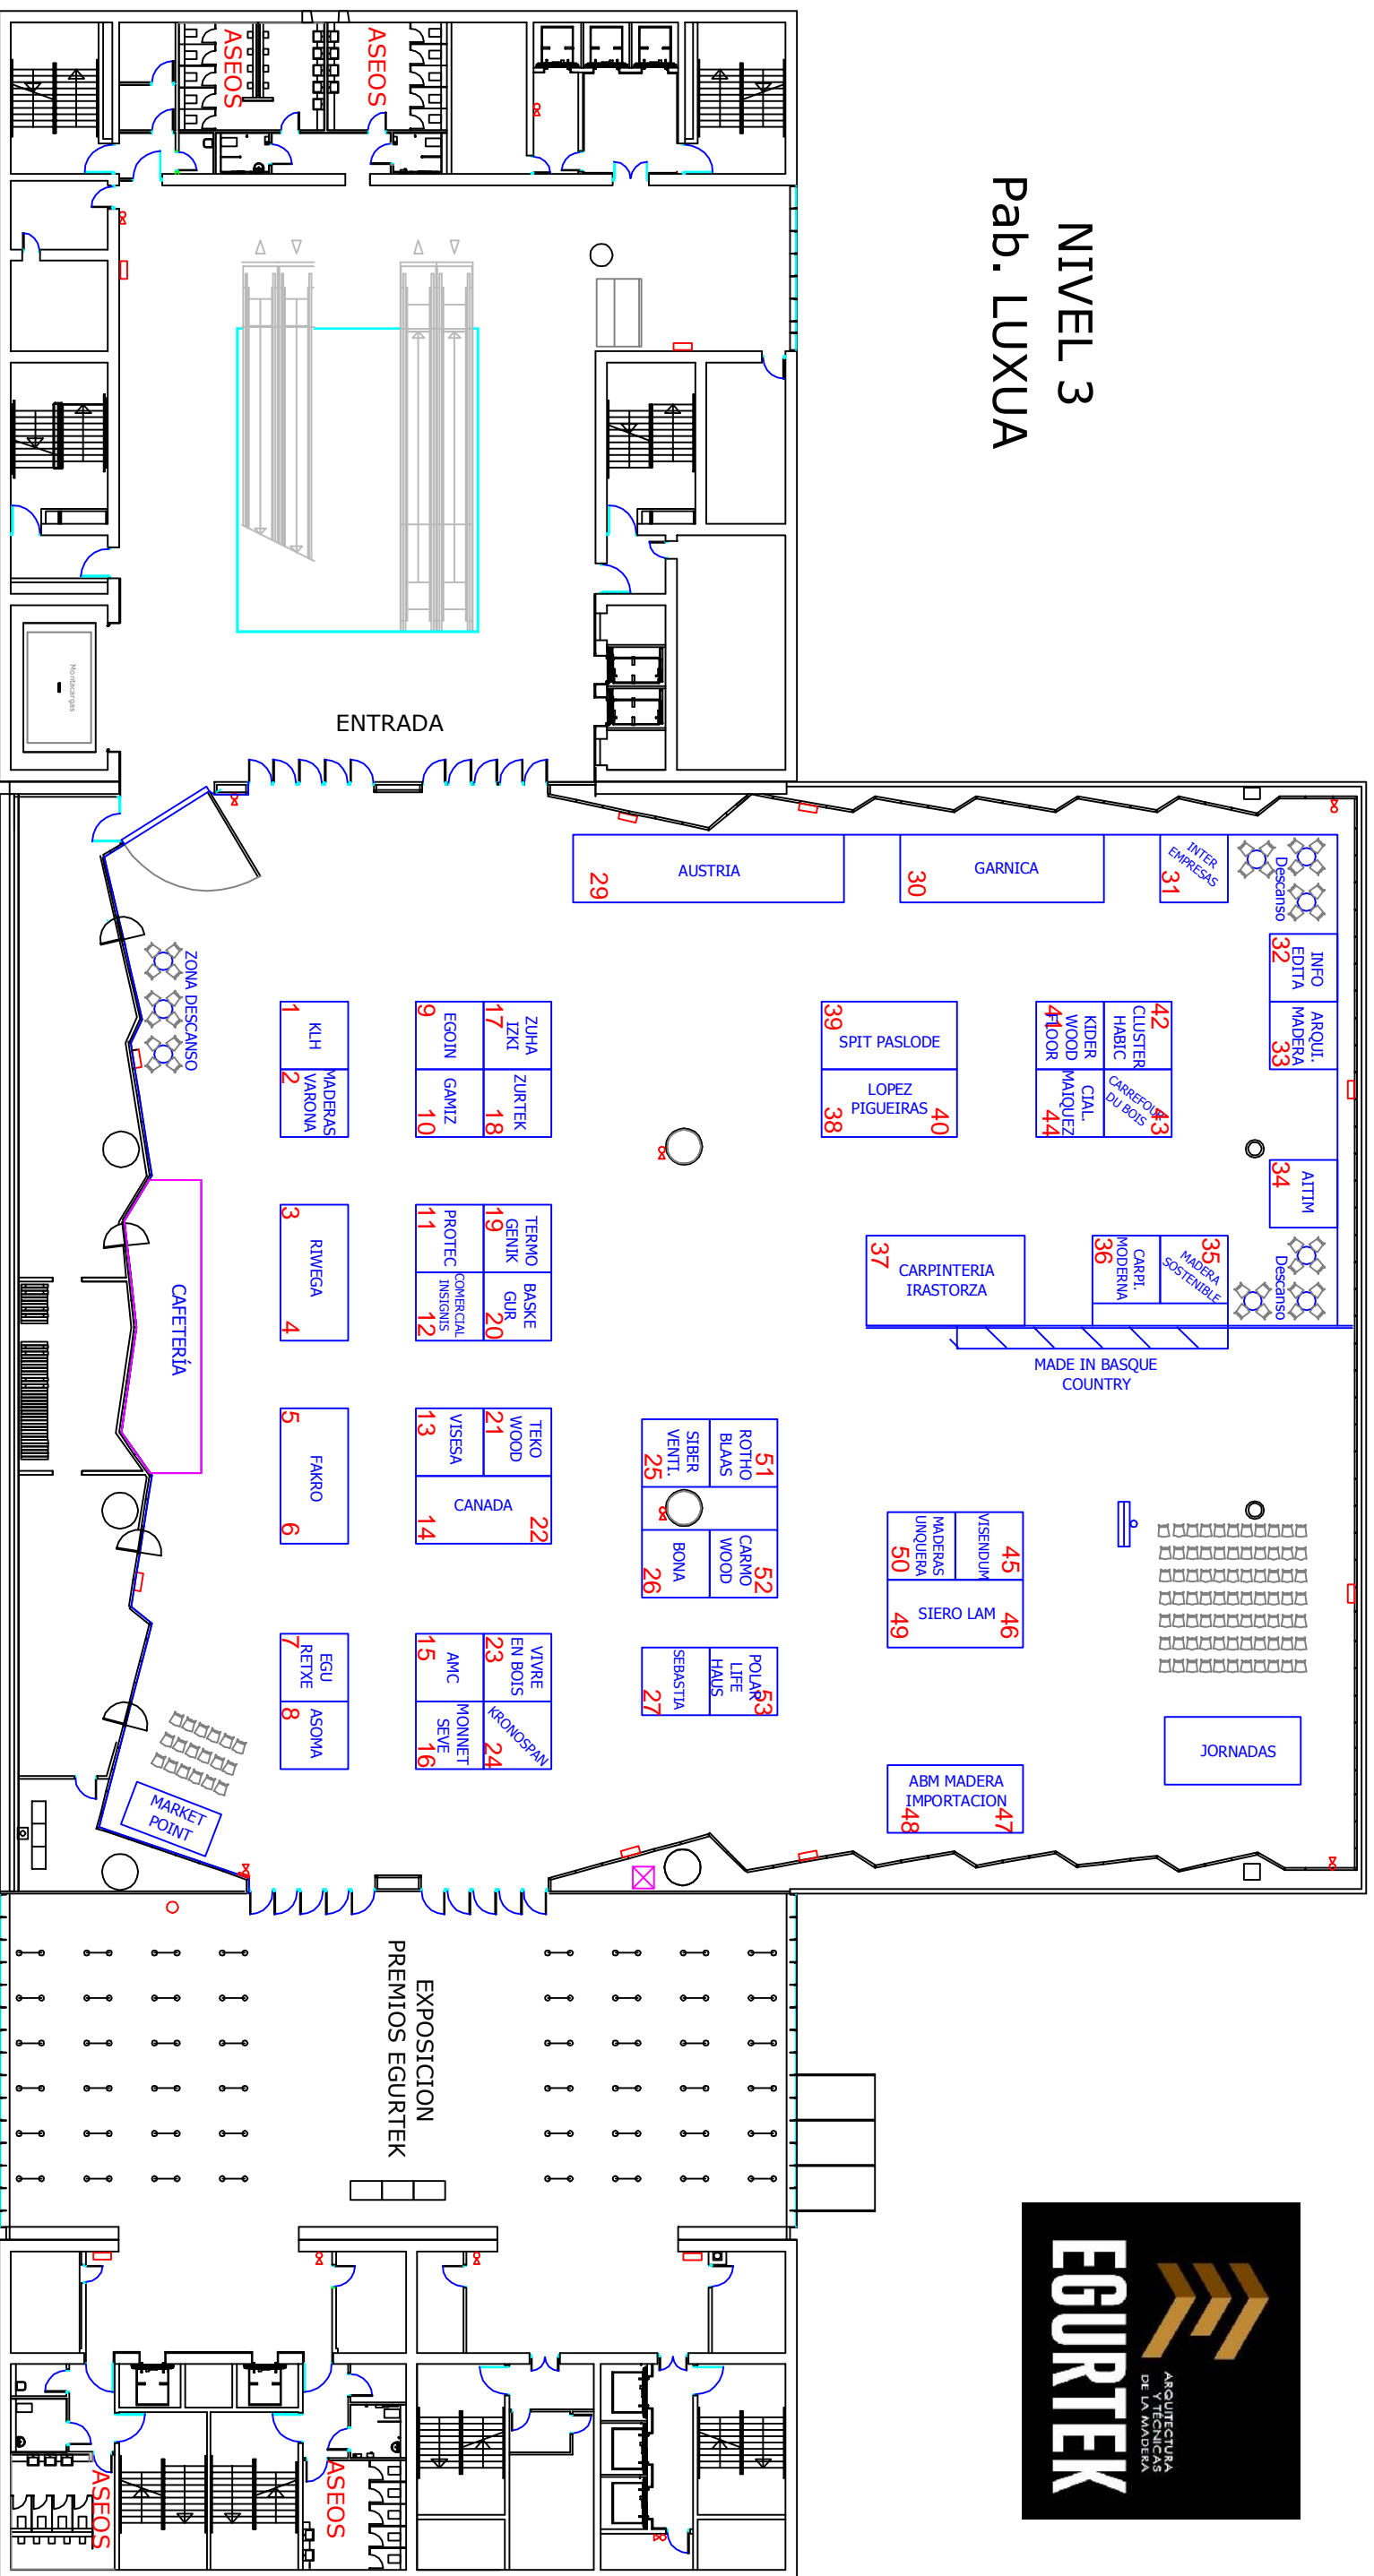 NIVEL 3
Pab. LUXUA
ASEOS
ASEOS
Montacargas
ENTRADA
AUSTRIA
29
GARNICA
30
INTER
EMPRESAS
31
Descanso
INFO
EDITA
32
ARQUI.
MADERA
33
AITIM
34
MADERA
SOSTENIBLE
35
CARPI.
MODERNA
36
Descanso
CARPINTERIA
IRASTORZA
37
MADE IN BASQUE
COUNTRY
SPIT PASLODE
39
LOPEZ
PIGUEIRAS
38
40
KIDER
WOOD
FLOOR
41
CLUSTER
HABIC
42
CARREFOUR
DU BOIS
43
CIAL.
MAIQUEZ
44
ZONA DESCANSO
KLH
1
MADERAS
VARONA
2
RIWEGA
3
4
FAKRO
5
6
EGU
RETXE
7
ASOMA
8
EGOIN
9
GAMIZ
10
PROTEC
11
COMERCIAL
INSIGNIS
12
VISESA
13
CANADA
14
22
AMC
15
MONNET
SEVE
16
ZUHA
IZKI
17
ZURTEK
18
TERMO
GENIK
19
BASKE
GUR
20
TEKO
WOOD
21
VIVRE
EN BOIS
23
KRONOSPAN
24
SIBER
VENTI.
25
ROTHO
BLAAS
51
BONA
26
CARMO
WOOD
52
SEBASTIA
27
POLAR
LIFE
HAUS
53
VISENDUM
45
MADERAS
UNQUERA
50
SIERO LAM
46
49
ABM MADERA
IMPORTACION
47
48
JORNADAS
CAFETERÍA
MARKET
POINT
EXPOSICION
PREMIOS EGURTEK
ASEOS
ASEOS
EGURTEK
ARQUITECTURA
Y TÉCNICAS
DE LA MADERA